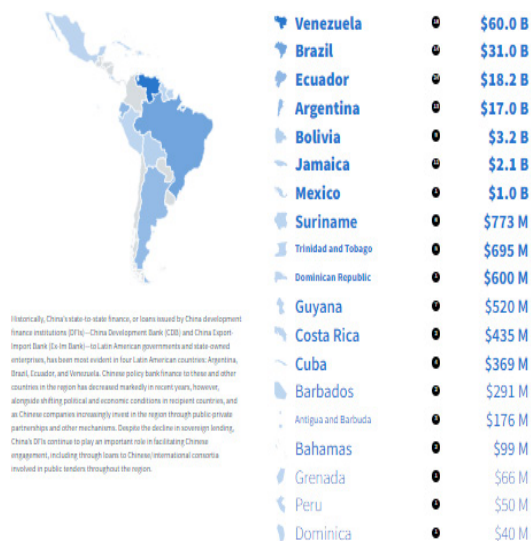 Venezuela $60.0 B
Brazil $31.0 B
Ecuador $18.2 B
Argentina $17.0 B
Bolivia $3.2 B
Jamaica $2.1 B
Mexico $1.0 B
Suriname $773 M
Trinidad and Tobago $695 M
Dominican Republic $600 M
Guyana $520 M
Costa Rica $435 M
Cuba $369 M
Barbados $291 M
Antigua and Barbuda $176 M
Bahamas $99 M
Grenada $66 M
Peru $50 M
Dominica $40 M
Historically, China's state-to-state finance, or loans issued by China development
finance institutions (DFIs)—China Development Bank (CDB) and China Export-
Import Bank (Ex Im Bank)—to Latin American governments and state-owned
enterprises, has been most evident in four Latin American countries: Argentina,
Brazil, Ecuador, and Venezuela. Chinese policy bank finance to these and other
countries in the region has decreased markedly in recent years, however,
alongside shifting political and economic conditions in recipient countries, and
as Chinese companies increasingly invest in the region through public-private
partnerships and other mechanisms. Despite the decline in sovereign lending,
China's DFIs continue to play an important role in facilitating Chinese
engagement, including through loans to Chinese/international consortia
involved in public tenders throughout the region.